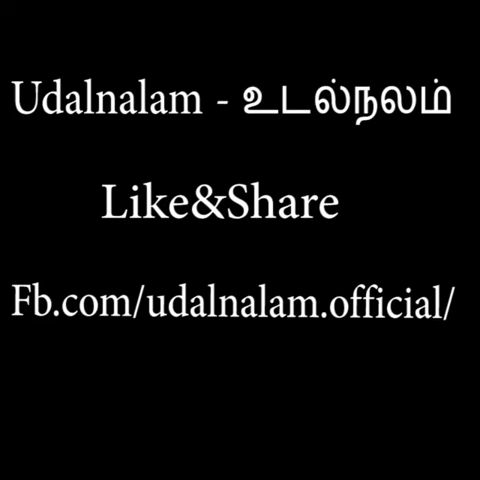 Udalnalam - உடல்நலம்
Like&Share
Fb.com/udalnalam.official/